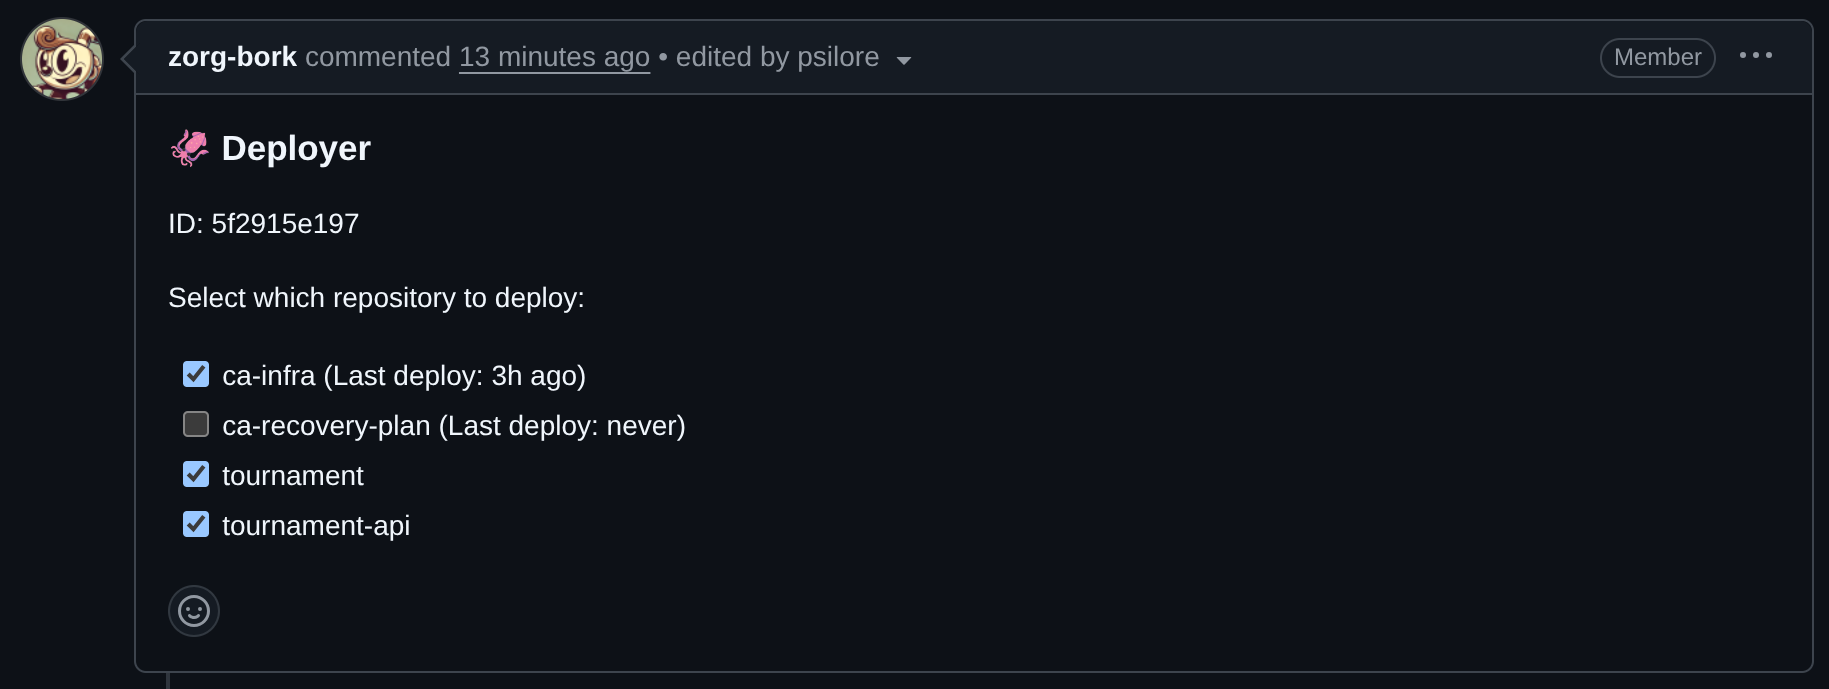 zorg-bork commented 13 minutes ago • edited by psilore
Member
Deployer
ID: 5f2915e197
Select which repository to deploy:
ca-infra (Last deploy: 3h ago)
ca-recovery-plan (Last deploy: never)
tournament
tournament-api